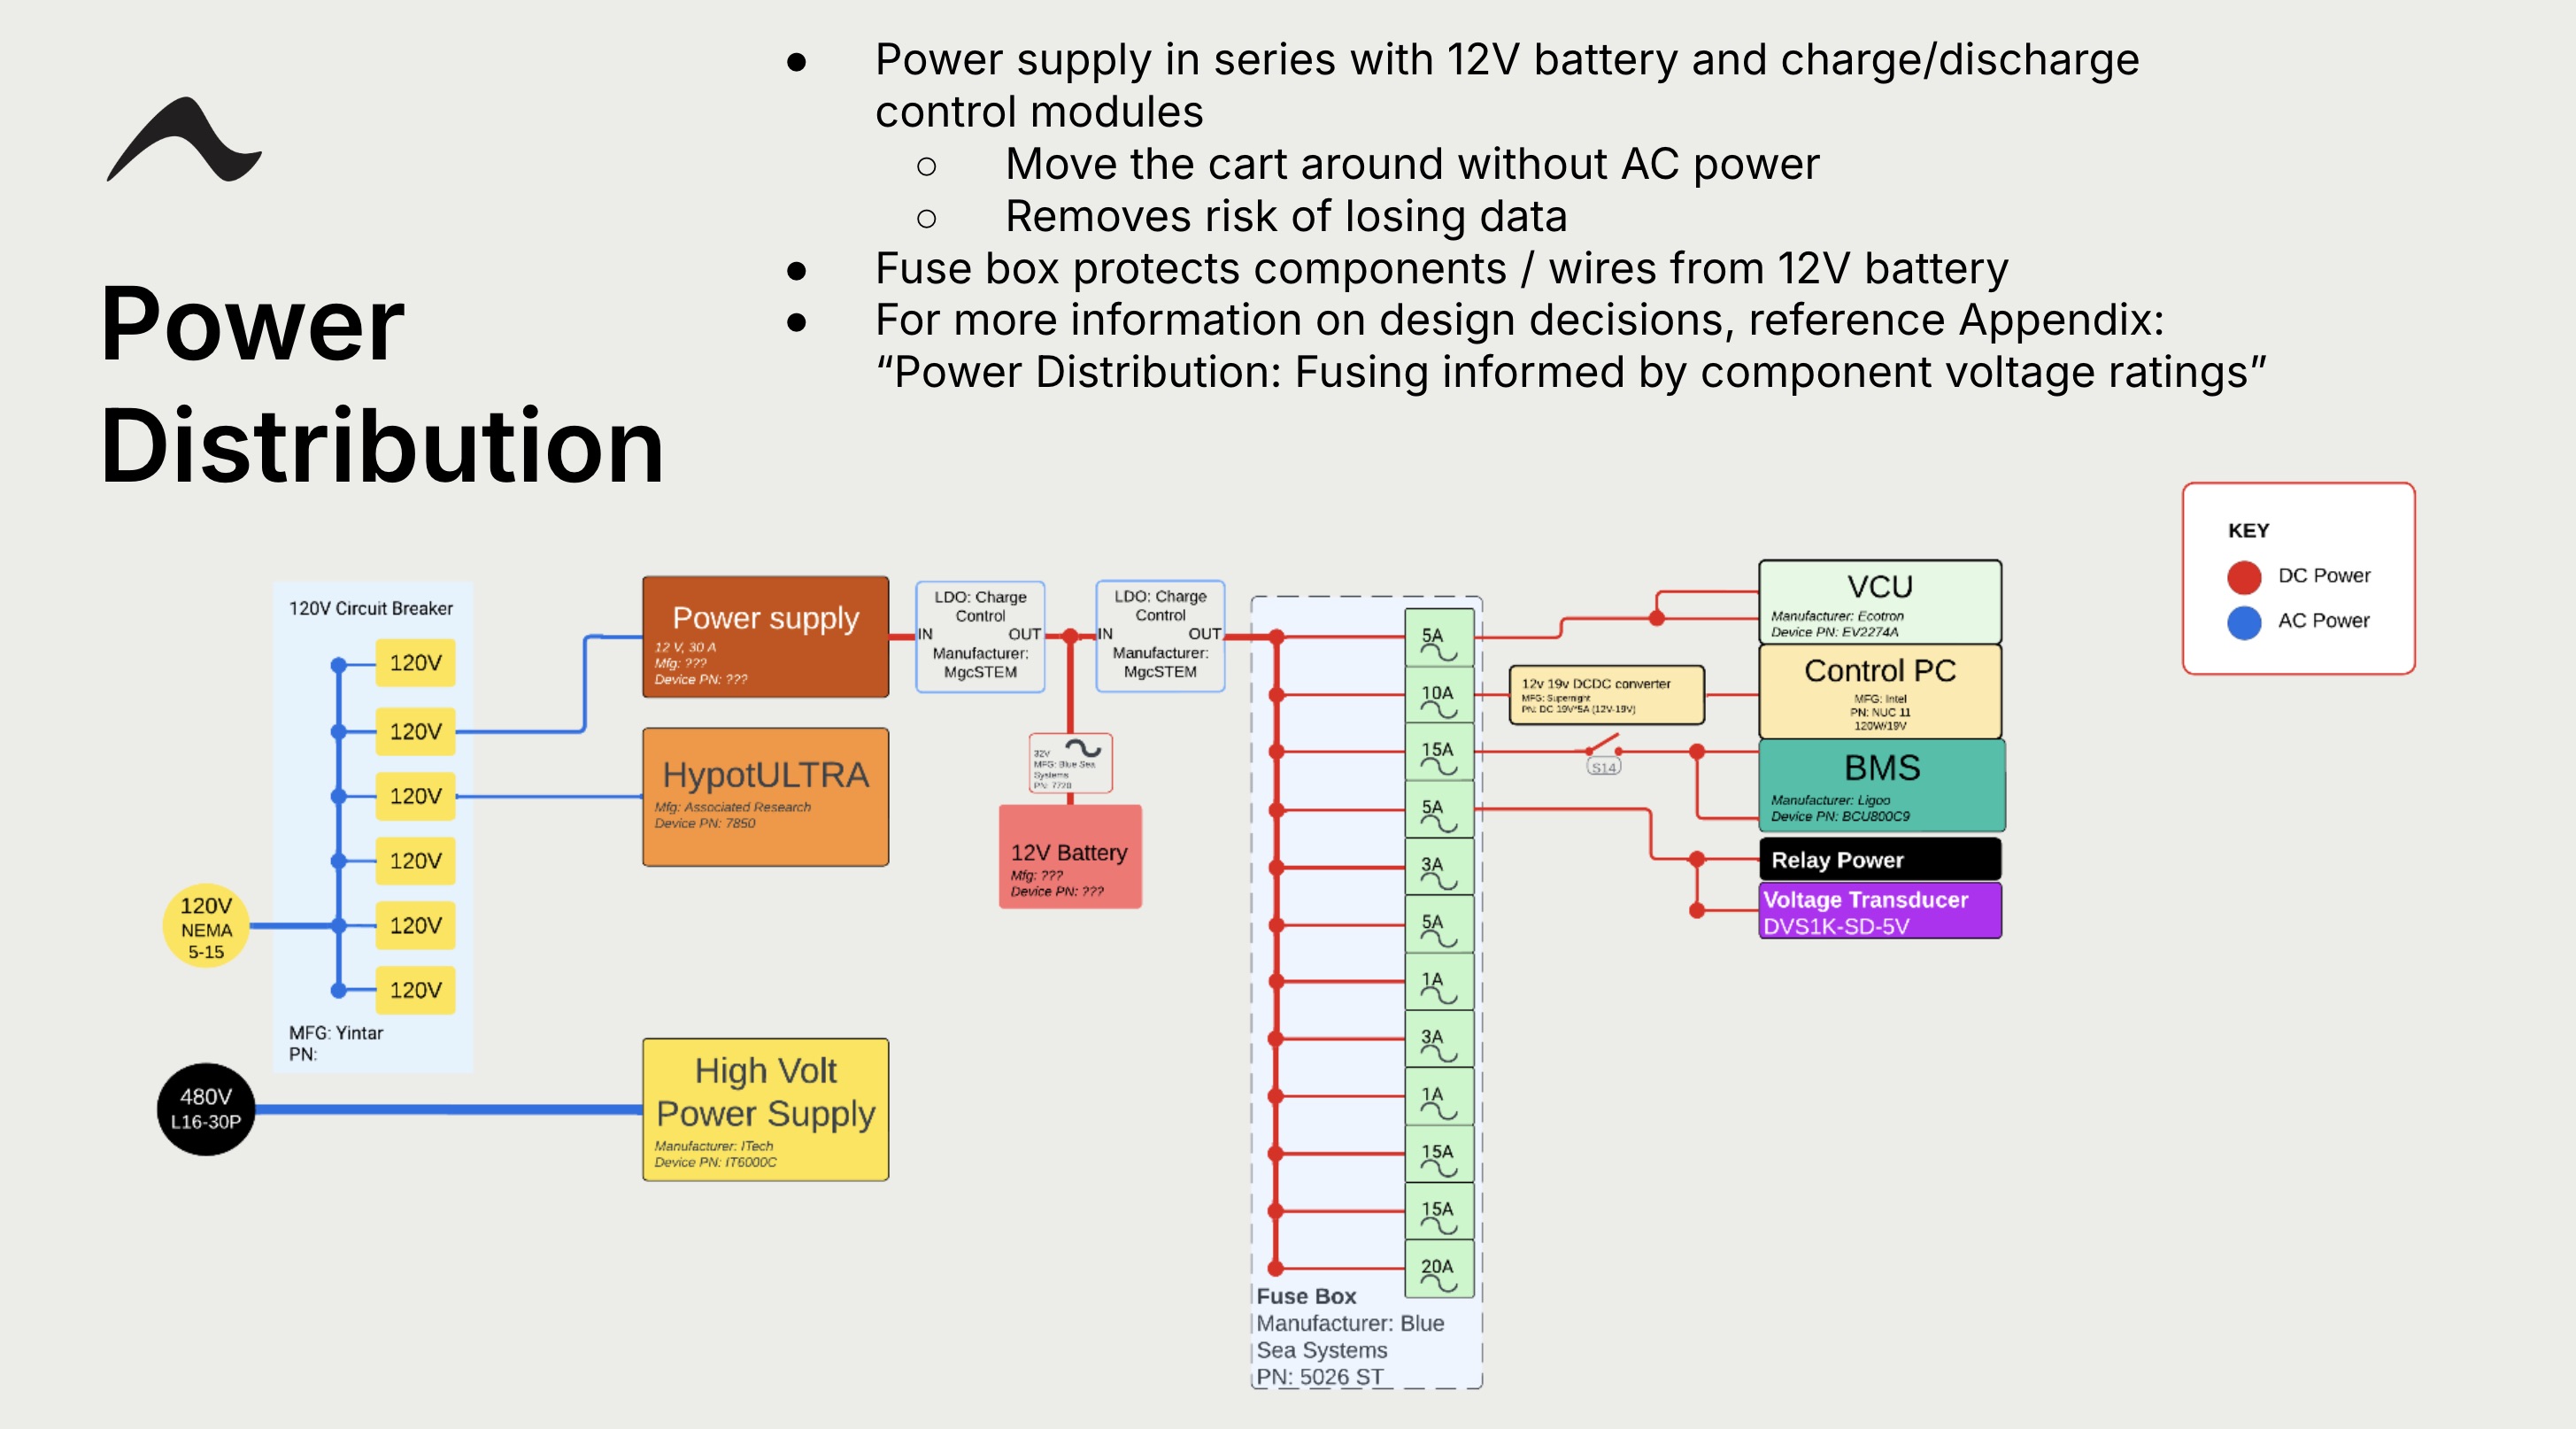 Power
Distribution
● Power supply in series with 12V battery and charge/discharge
control modules
○ Move the cart around without AC power
○ Removes risk of losing data
● Fuse box protects components / wires from 12V battery
● For more information on design decisions, reference Appendix:
“Power Distribution: Fusing informed by component voltage ratings”
KEY
DC Power
AC Power
120V
NEMA
5-15
480V
L16-30P
120V Circuit Breaker
120V
120V
120V
120V
120V
120V
MFG: Yintar
PN:
Power supply
12 V, 30 A
Mfg: ???
Device PN: ???
HypotULTRA
Mfg: Associated Research
Device PN: 7850
High Volt
Power Supply
Manufacturer: ITech
Device PN: IT6000C
LDO: Charge
Control
IN OUT
Manufacturer:
MgcSTEM
LDO: Charge
Control
IN OUT
Manufacturer:
MgcSTEM
32V
MFG: Blue Sea
Systems
PN: 7720
12V Battery
Mfg: ???
Device PN: ???
5A
10A
15A
5A
3A
5A
1A
3A
1A
15A
15A
20A
Fuse Box
Manufacturer: Blue
Sea Systems
PN: 5026 ST
12v 19v DCDC converter
MFG: Supernight
PN: DC 19V*5A (12V-19V)
S14
VCU
Manufacturer: Ecotron
Device PN: EV2274A
Control PC
MFG: Intel
PN: NUC 11
120W/19V
BMS
Manufacturer: Ligoo
Device PN: BCU800C9
Relay Power
Voltage Transducer
DVS1K-SD-5V